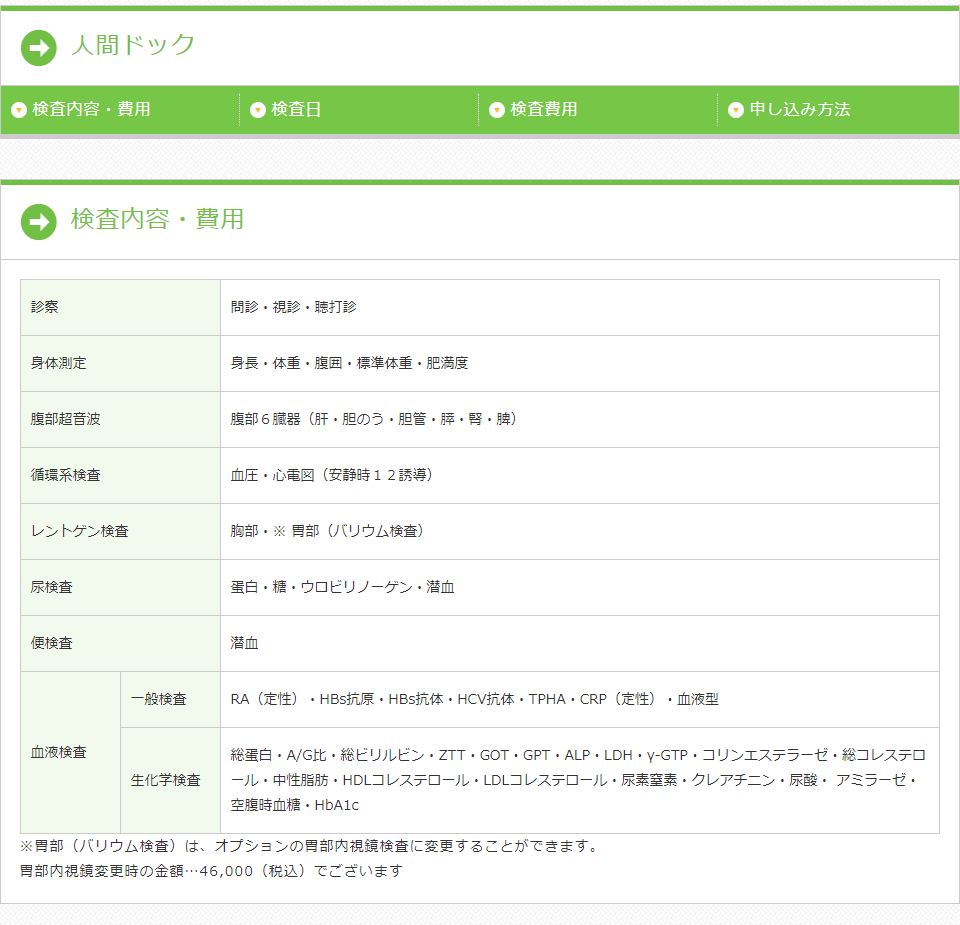 人間ドック
検査内容・費用
検査日
検査費用
申し込み方法
検査内容・費用
診察
問診・視診・聴打診
身体測定
身長・体重・腹囲・標準体重・肥満度
腹部超音波
腹部６臓器（肝・胆のう・胆管・膵・腎・脾）
循環系検査
血圧・心電図（安静時１２誘導）
レントゲン検査
胸部・※ 胃部（バリウム検査）
尿検査
蛋白・糖・ウロビリノーゲン・潜血
便検査
潜血
血液検査
一般検査
RA（定性）・HBs抗原・HBs抗体・HCV抗体・TPHA・CRP（定性）・血液型
生化学検査
総蛋白・A/G比・総ビリルビン・ZTT・GOT・GPT・ALP・LDH・γ-GTP・コリンエステラーゼ・総コレステロ
ール・中性脂肪・HDLコレステロール・LDLコレステロール・尿素窒素・クレアチニン・尿酸・ アミラーゼ・
空腹時血糖・HbA1c
※胃部（バリウム検査）は、オプションの胃部内視鏡検査に変更することができます。
胃部内視鏡変更時の金額…46,000（税込）でございます